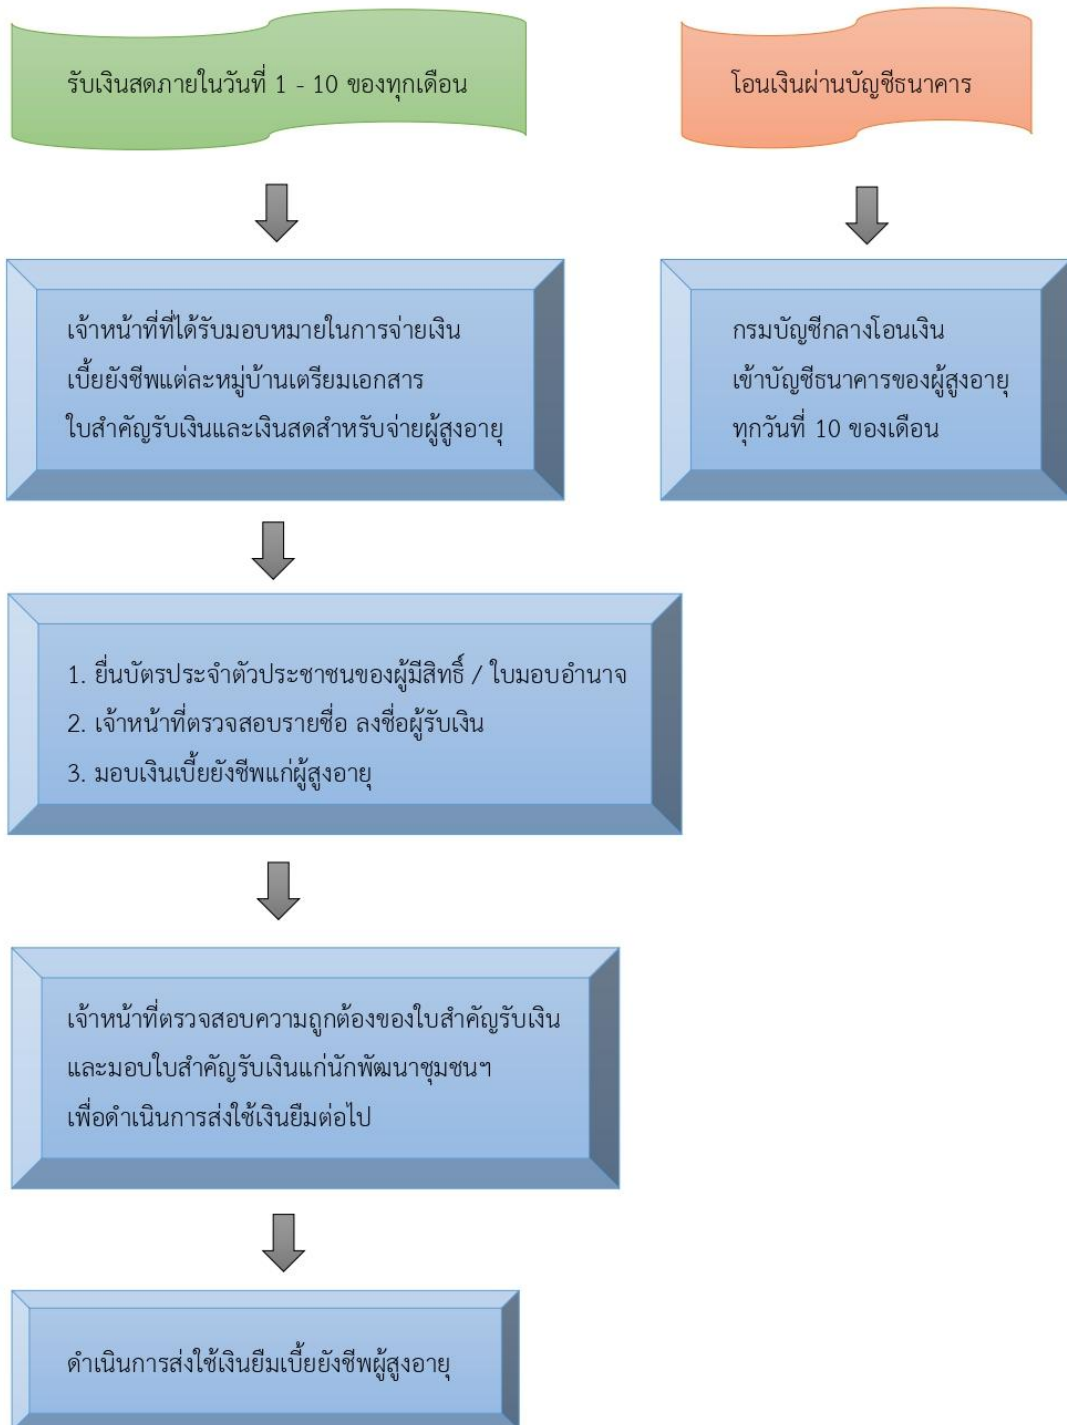 รับเงินสดภายในวันที่ 1 - 10 ของทุกเดือน
โอนเงินผ่านบัญชีธนาคาร
เจ้าหน้าที่ที่ได้รับมอบหมายในการจ่ายเงิน
เบี้ยยังชีพแต่ละหมู่บ้านเตรียมเอกสาร
ใบสำคัญรับเงินและเงินสดสำหรับจ่ายผู้สูงอายุ
กรมบัญชีกลางโอนเงิน
เข้าบัญชีธนาคารของผู้สูงอายุ
ทุกวันที่ 10 ของเดือน
1. ยื่นบัตรประจำตัวประชาชนของผู้มีสิทธิ์ / ใบมอบอำนาจ
2. เจ้าหน้าที่ตรวจสอบรายชื่อ ลงชื่อผู้รับเงิน
3. มอบเงินเบี้ยยังชีพแก่ผู้สูงอายุ
เจ้าหน้าที่ตรวจสอบความถูกต้องของใบสำคัญรับเงิน
และมอบใบสำคัญรับเงินแก่นักพัฒนาชุมชนฯ
เพื่อดำเนินการส่งใช้เงินยืมต่อไป
ดำเนินการส่งใช้เงินยืมเบี้ยยังชีพผู้สูงอายุ